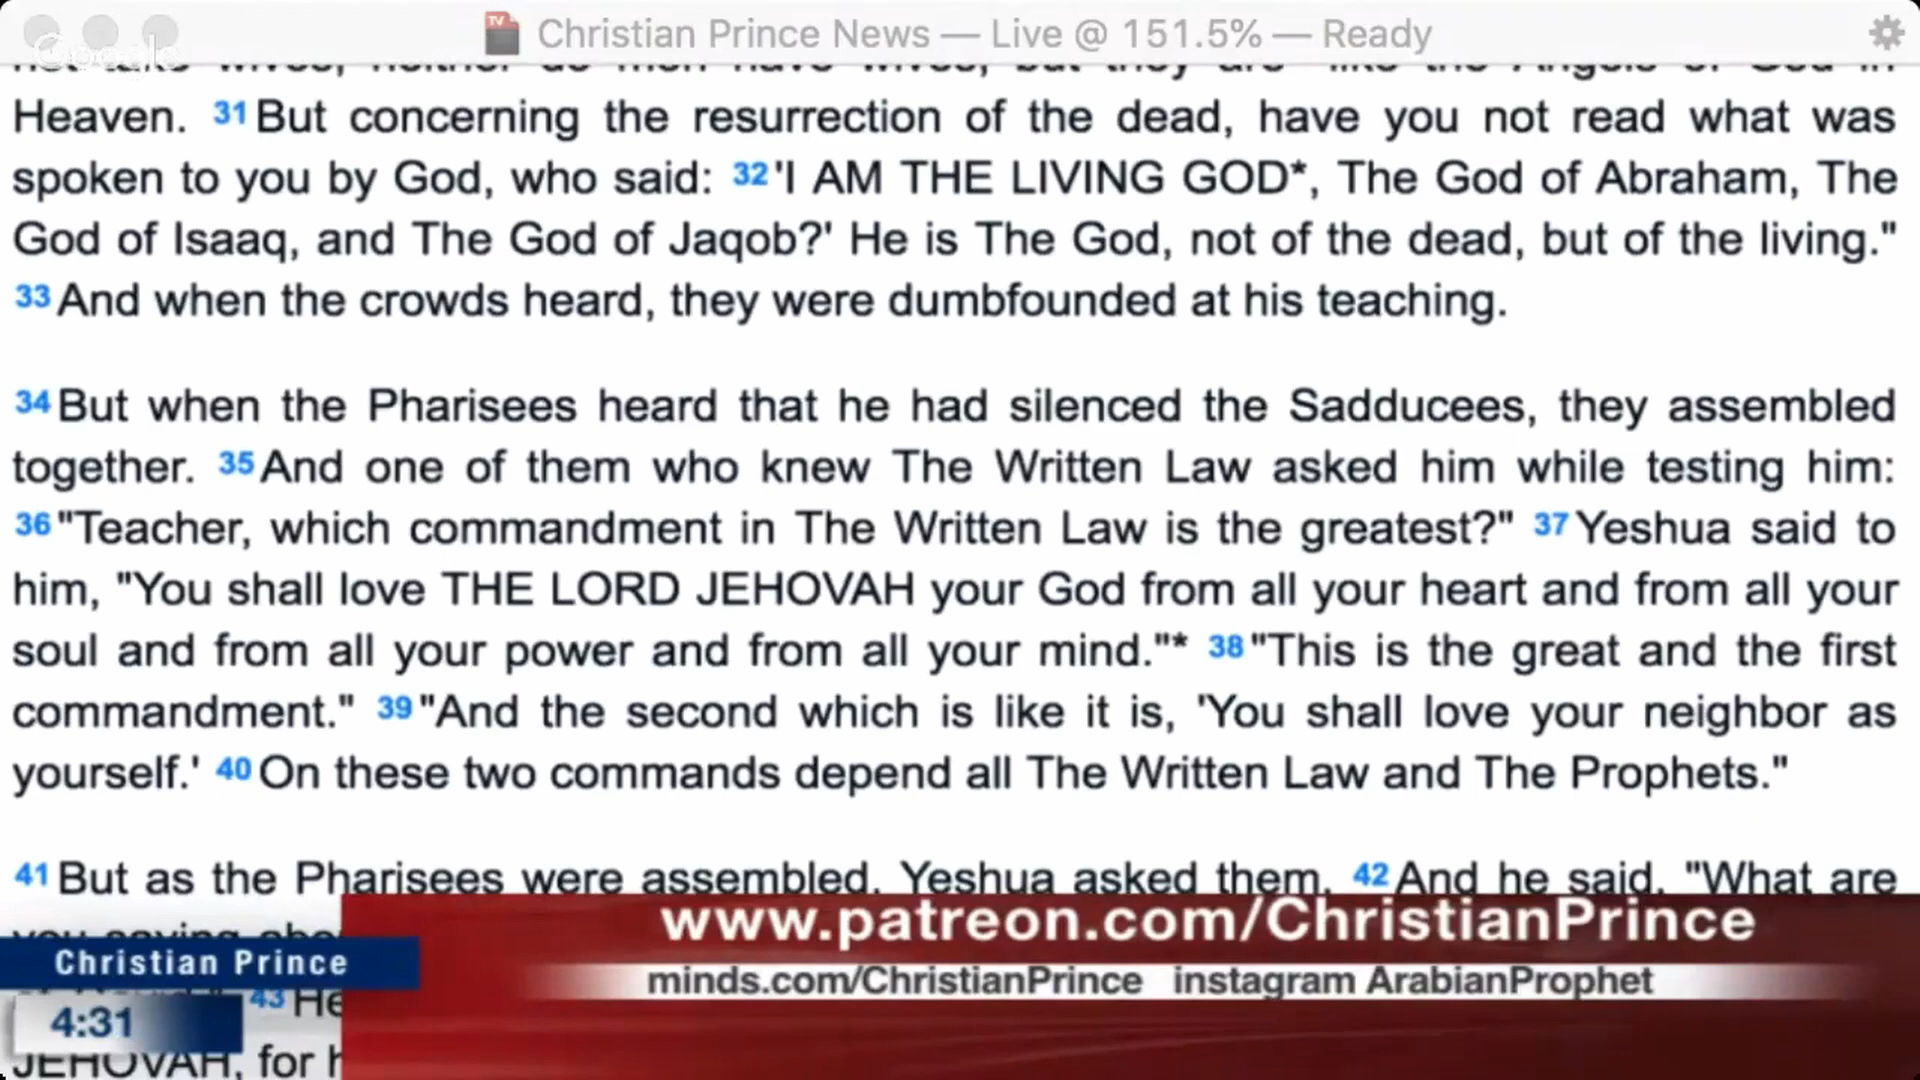 TV Christian Prince News — Live @ 151.5% — Ready
Google
Heaven. 31 But concerning the resurrection of the dead, have you not read what was
spoken to you by God, who said: 32 'I AM THE LIVING GOD*, The God of Abraham, The
God of Isaaq, and The God of Jaqob?' He is The God, not of the dead, but of the living."
33 And when the crowds heard, they were dumbfounded at his teaching.
34 But when the Pharisees heard that he had silenced the Sadducees, they assembled
together. 35 And one of them who knew The Written Law asked him while testing him:
36 "Teacher, which commandment in The Written Law is the greatest?" 37 Yeshua said to
him, "You shall love THE LORD JEHOVAH your God from all your heart and from all your
soul and from all your power and from all your mind."* 38 "This is the great and the first
commandment." 39 "And the second which is like it is, 'You shall love your neighbor as
yourself.' 40 On these two commands depend all The Written Law and The Prophets."
41 But as the Pharisees were assembled, Yeshua asked them, 42 And he said, "What are
www.patreon.com/ChristianPrince
Christian Prince
minds.com/ChristianPrince instagram ArabianProphet
43 He
4:31
JEHOVAH, for h